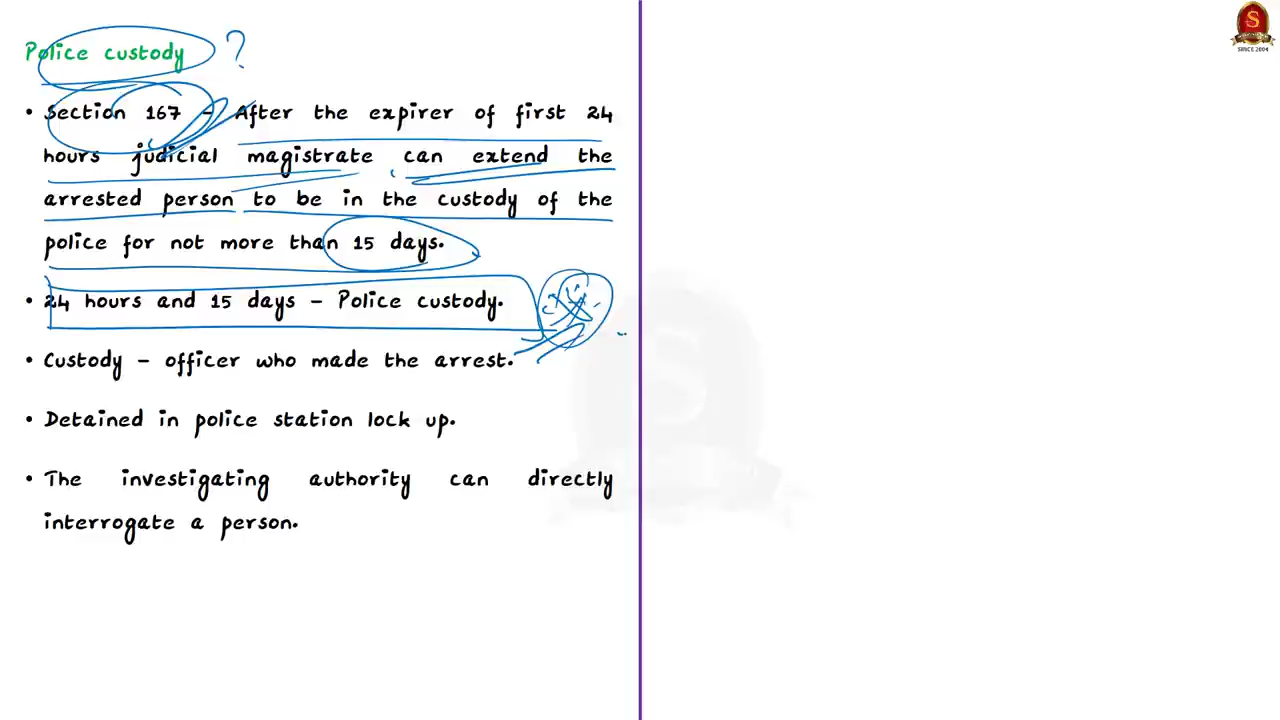 Police custody ?
• Section 167 - After the expirer of first 24
hours judicial magistrate can extend the
arrested person to be in the custody of the
police for not more than 15 days.
• 24 hours and 15 days - Police custody.
• Custody - officer who made the arrest.
• Detained in police station lock up.
• The investigating authority can directly
interrogate a person.
S
SINCE 2004